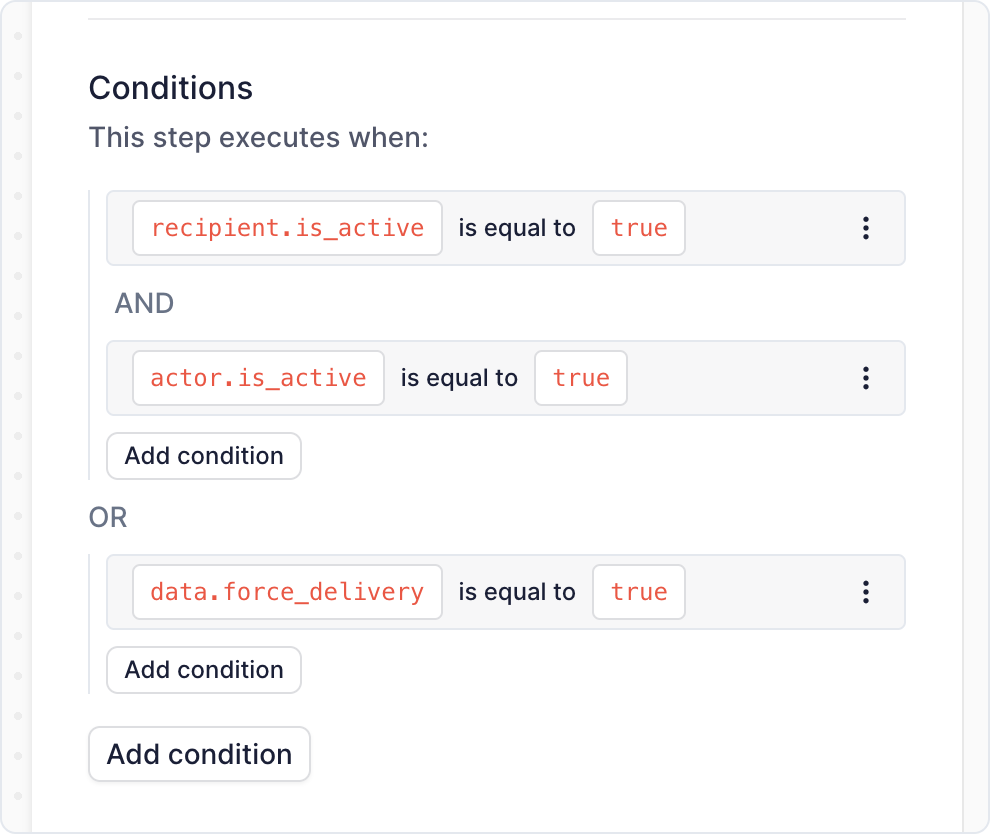 Conditions
This step executes when:
recipient.is_active is equal to true
AND
actor.is_active is equal to true
Add condition
OR
data.force_delivery is equal to true
Add condition
Add condition